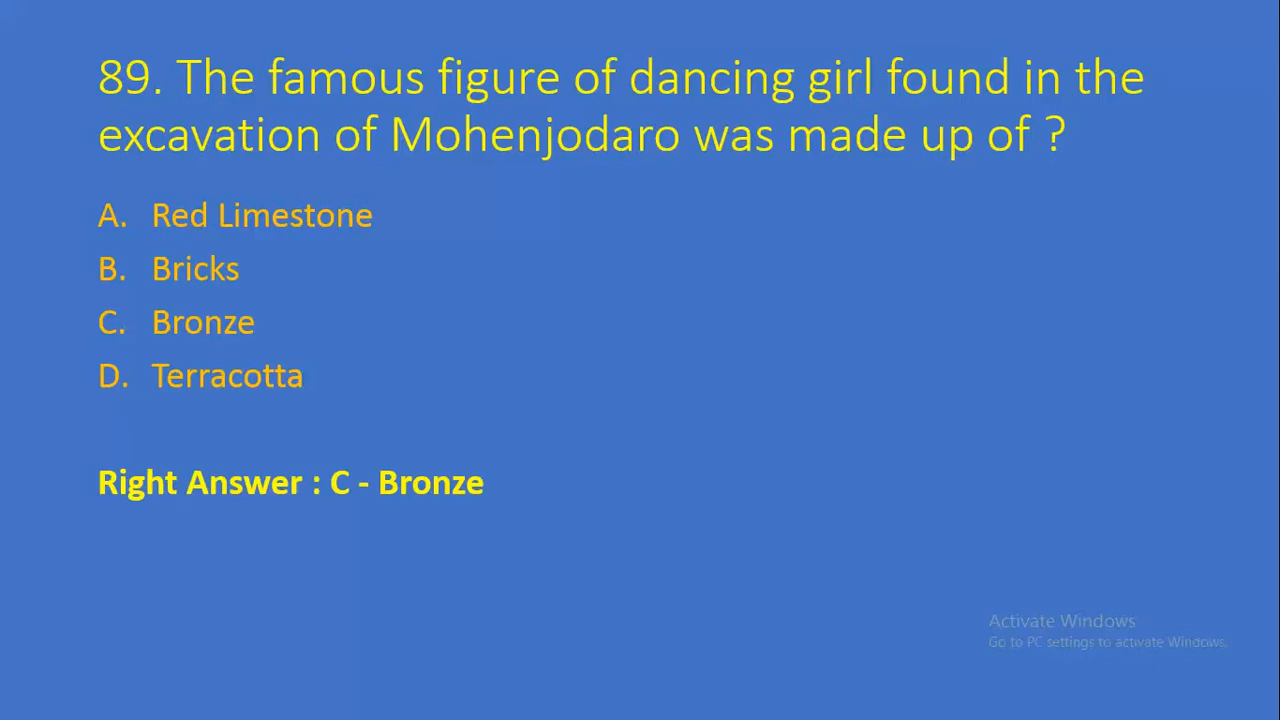 89. The famous figure of dancing girl found in the
excavation of Mohenjodaro was made up of ?
A. Red Limestone
B. Bricks
C. Bronze
D. Terracotta
Right Answer : C - Bronze
Activate Windows
Go to PC settings to activate Windows.